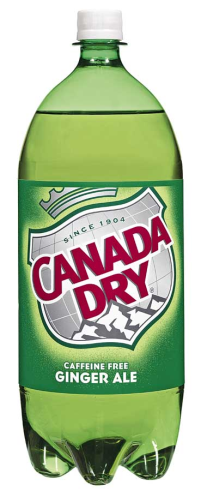 SINCE 1904
CANADA
DRY
CAFFEINE FREE
GINGER ALE